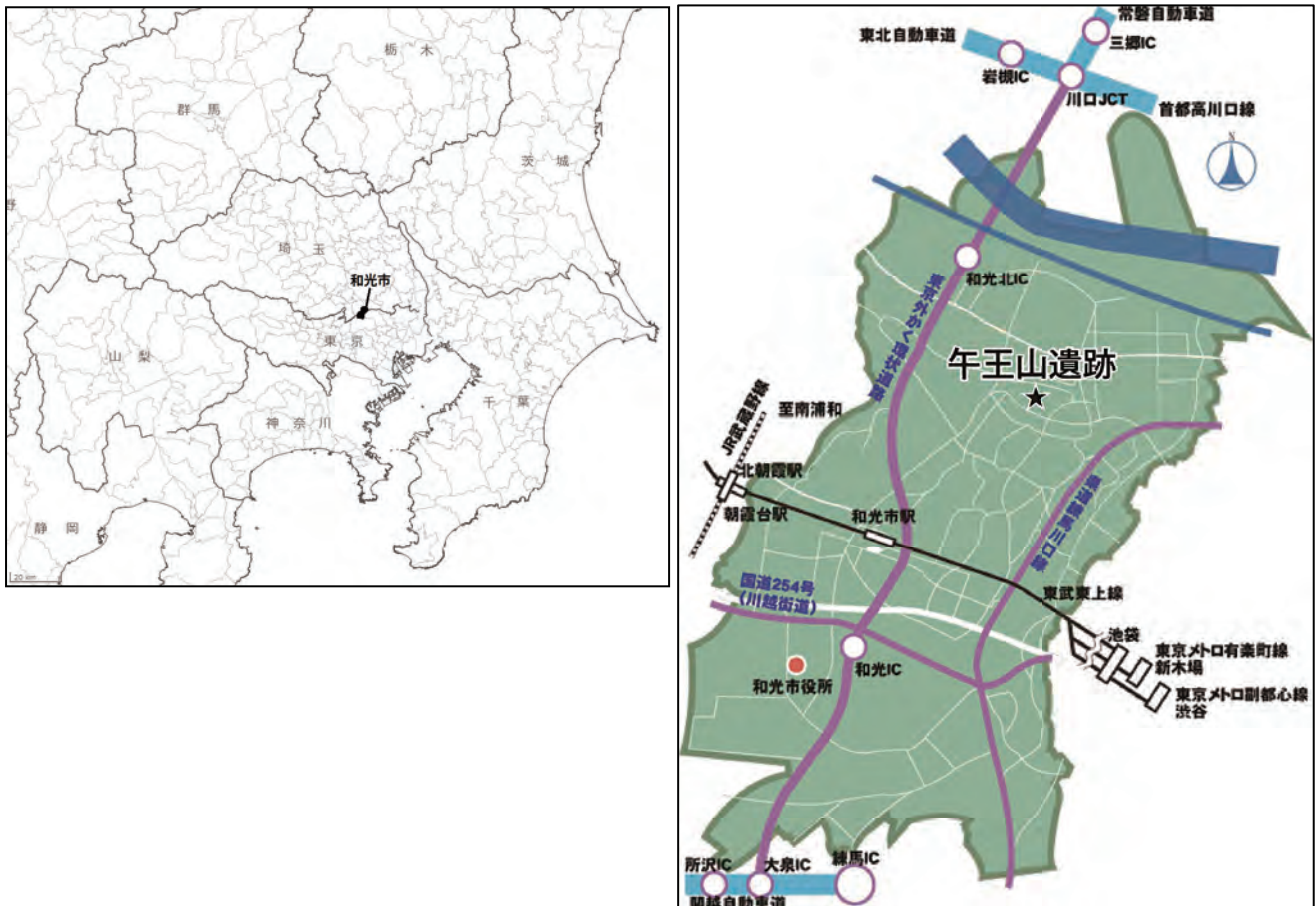 栃 木
群 馬
茨 城
野
埼 玉
和光市
東 京
山 梨
千 葉
神 奈 川
静 岡
20 km
常磐自動車道
東北自動車道
三郷IC
岩槻IC
川口JCT
首都高川口線
N
和光北IC
東京外かく環状道路
午王山遺跡
★
JR武蔵野線
至南浦和
北朝霞駅
朝霞台駅
和光市駅
県道練馬川口線
国道254号
(川越街道)
東武東上線
池袋
東京メトロ有楽町線
新木場
東京メトロ副都心線
渋谷
和光IC
和光市役所
所沢IC
大泉IC
練馬IC
関越自動車道